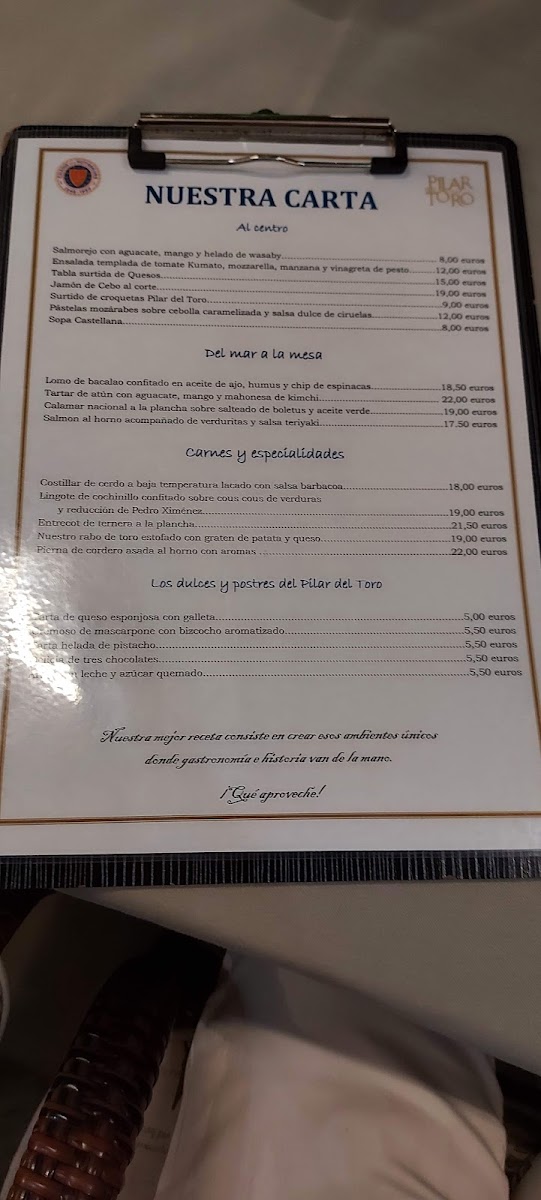 PILAR
TORO
NUESTRA CARTA
Al centro
Salmorejo con aguacate, mango y helado de wasaby 8,00 euros
Ensalada templada de tomate Kumato, mozzarella, manzana y vinagreta de pesto 12,00 euros
Tabla surtida de Quesos 15,00 euros
Jamón de Cebo al corte 19,00 euros
Surtido de croquetas Pilar del Toro 9,00 euros
Pástelas mozárabes sobre cebolla caramelizada y salsa dulce de ciruelas 12,00 euros
Sopa Castellana 8,00 euros
Del mar a la mesa
Lomo de bacalao confitado en aceite de ajo, humus y chip de espinacas 18,50 euros
Tartar de atún con aguacate, mango y mahonesa de kimchi 22,00 euros
Calamar nacional a la plancha sobre salteado de boletus y aceite verde 19,00 euros
Salmon al horno acompañado de verduritas y salsa teriyaki 17.50 euros
Carnes y especialidades
Costillar de cerdo a baja temperatura lacado con salsa barbacoa 18,00 euros
Lingote de cochinillo confitado sobre cous cous de verduras
y reducción de Pedro Ximénez 19,00 euros
Entrecot de ternera a la plancha 21,50 euros
Nuestro rabo de toro estofado con graten de patata y queso 19,00 euros
Pierna de cordero asada al horno con aromas 22,00 euros
Los dulces y postres del Pilar del Toro
de queso esponjosa con galleta 5,00 euros
de mascarpone con bizcocho aromatizado 5,50 euros
helada de pistacho 5,50 euros
de tres chocolates 5,50 euros
leche y azúcar quemado 5,50 euros
Nuestra mejor receta consiste en crear esos ambientes únicos
donde gastronomía e historia van de la mano.
¡Qué aproveche!